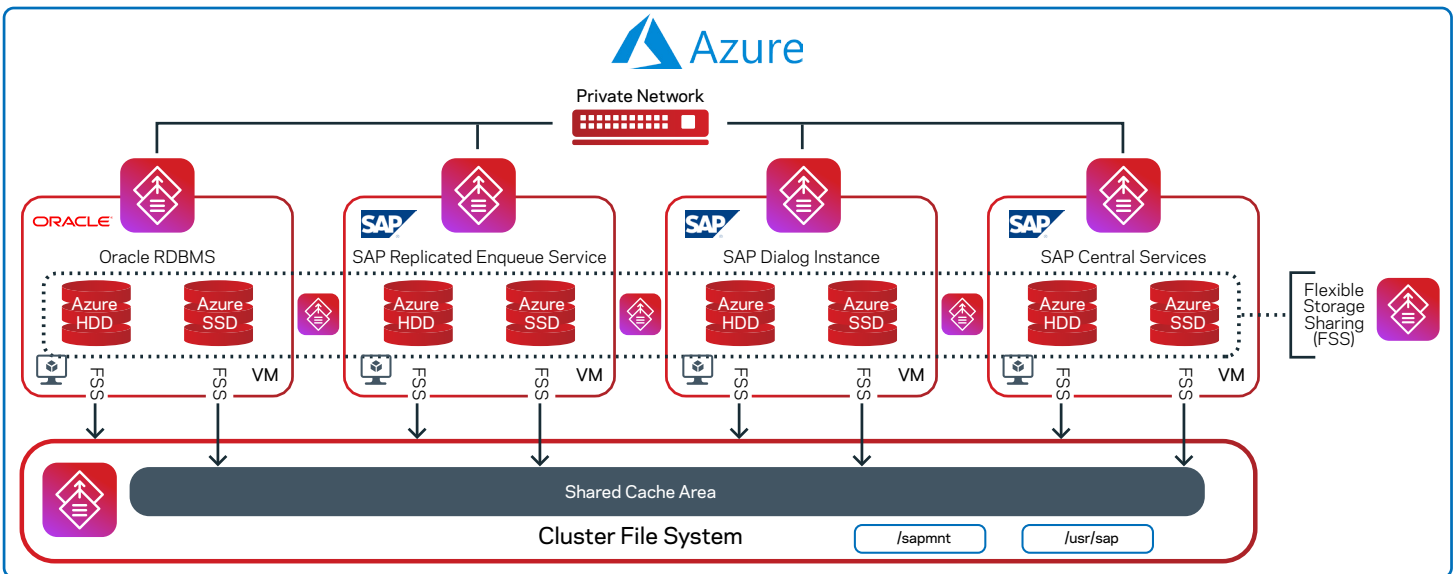 Azure
Private Network
ORACLE
SAP
SAP
SAP
Oracle RDBMS
SAP Replicated Enqueue Service
SAP Dialog Instance
SAP Central Services
Azure
HDD
Azure
SSD
Azure
HDD
Azure
SSD
Azure
HDD
Azure
SSD
Azure
HDD
Azure
SSD
Flexible
Storage
Sharing
(FSS)
FSS
FSS
VM
FSS
FSS
VM
FSS
FSS
VM
FSS
FSS
VM
Shared Cache Area
Cluster File System
/sapmnt
/usr/sap